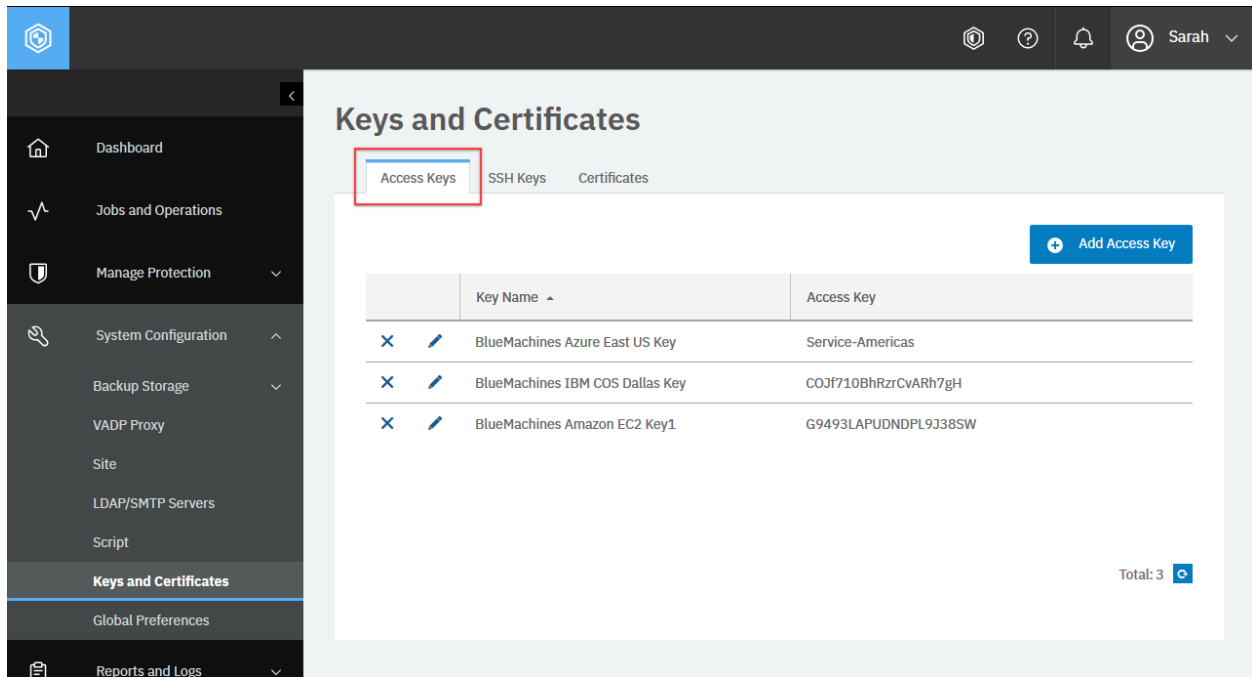 Sarah
Keys and Certificates
Dashboard
Access Keys SSH Keys Certificates
Jobs and Operations
Add Access Key
Manage Protection
Key Name Access Key
System Configuration
BlueMachines Azure East US Key Service-Americas
Backup Storage
BlueMachines IBM COS Dallas Key COJf710BhRzrCvARh7gH
VADP Proxy
BlueMachines Amazon EC2 Key1 G9493LAPUDNDPL9J38SW
Site
LDAP/SMTP Servers
Script
Keys and Certificates
Total: 3
Global Preferences
Reports and Logs